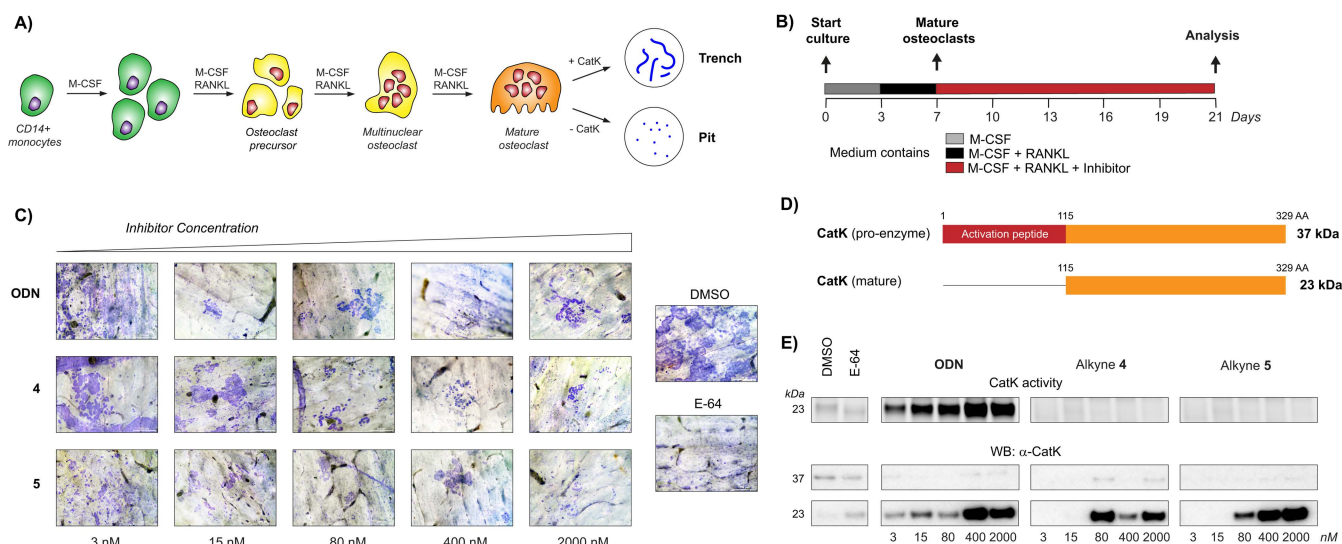 A)
M-CSF
M-CSF
RANKL
M-CSF
RANKL
M-CSF
RANKL
+ CatK
- CatK
Trench
Pit
CD14+
monocytes
Osteoclast
precursor
Multinuclear
osteoclast
Mature
osteoclast
B)
Start
culture
Mature
osteoclasts
Analysis
0 3 7 10 13 16 19 21 Days
Medium contains
M-CSF
M-CSF + RANKL
M-CSF + RANKL + Inhibitor
C)
Inhibitor Concentration
ODN
4
5
3 nM 15 nM 80 nM 400 nM 2000 nM
DMSO
E-64
D)
1 115 329 AA
CatK (pro-enzyme) Activation peptide 37 kDa
115 329 AA
CatK (mature) 23 kDa
E)
DMSO
E-64
ODN Alkyne 4 Alkyne 5
CatK activity
kDa
23
WB: α-CatK
37
23
3 15 80 400 2000 3 15 80 400 2000 3 15 80 400 2000 nM